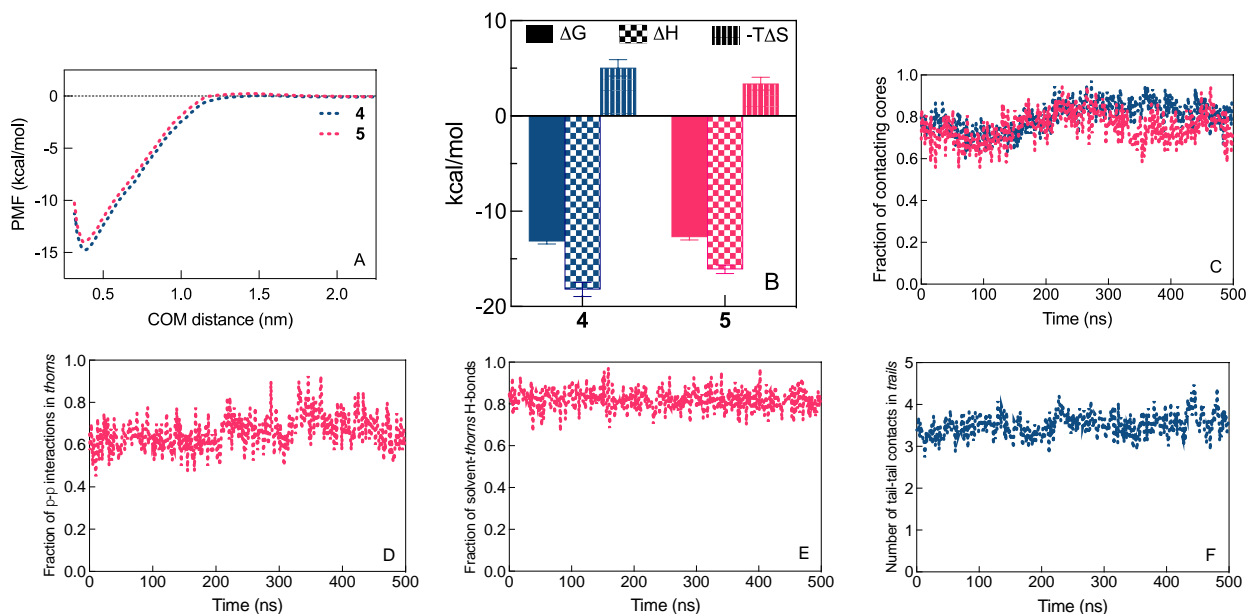 PMF (kcal/mol)
0
-5
-10
-15
0.5 1.0 1.5 2.0
COM distance (nm)
4
5
A
kcal/mol
10
0
-10
-20
ΔG ΔH -TΔS
4 5
B
Fraction of contacting cores
1.0
0.8
0.6
0.4
0.2
0.0
0 100 200 300 400 500
Time (ns)
C
Fraction of p-p interactions in thorns
1.0
0.8
0.6
0.4
0.2
0.0
0 100 200 300 400 500
Time (ns)
D
Fraction of solvent-thorns H-bonds
1.0
0.8
0.6
0.4
0.2
0.0
0 100 200 300 400 500
Time (ns)
E
Number of tail-tail contacts in trails
5
4
3
2
1
0
0 100 200 300 400 500
Time (ns)
F